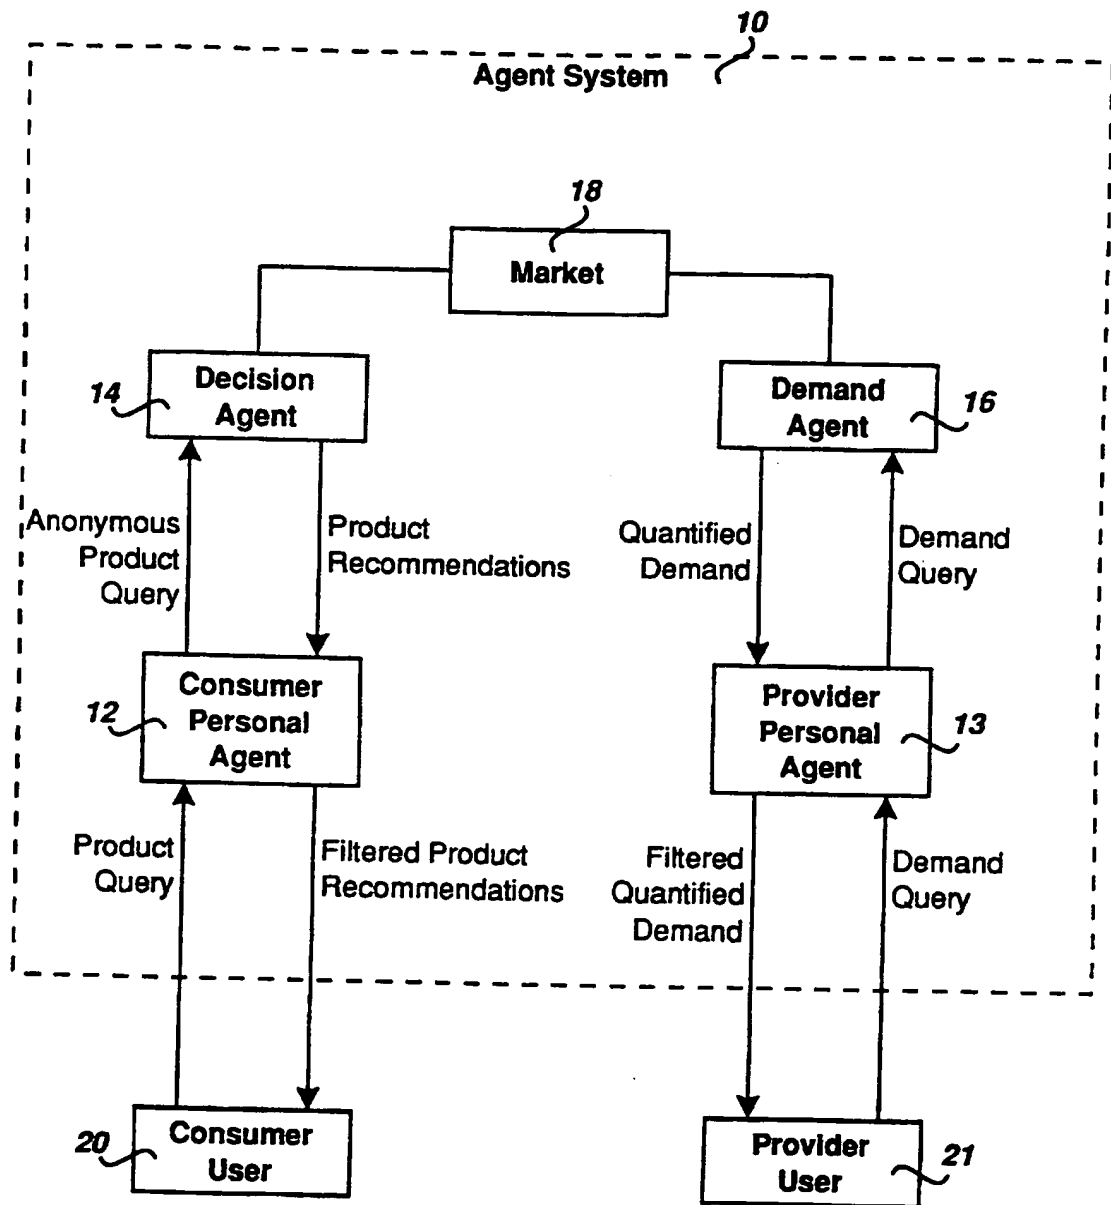 10
Agent System
18
Market
Decision
Agent
14
Demand
Agent
16
Anonymous
Product
Query
Product
Recommendations
Quantified
Demand
Demand
Query
Consumer
Personal
Agent
12
Provider
Personal
Agent
13
Product
Query
Filtered Product
Recommendations
Filtered
Quantified
Demand
Demand
Query
20
Consumer
User
Provider
User
21